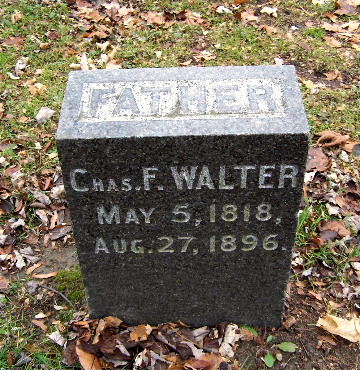 FATHER
CHAS. F. WALTER
MAY 5, 1818,
AUG. 27, 1896.